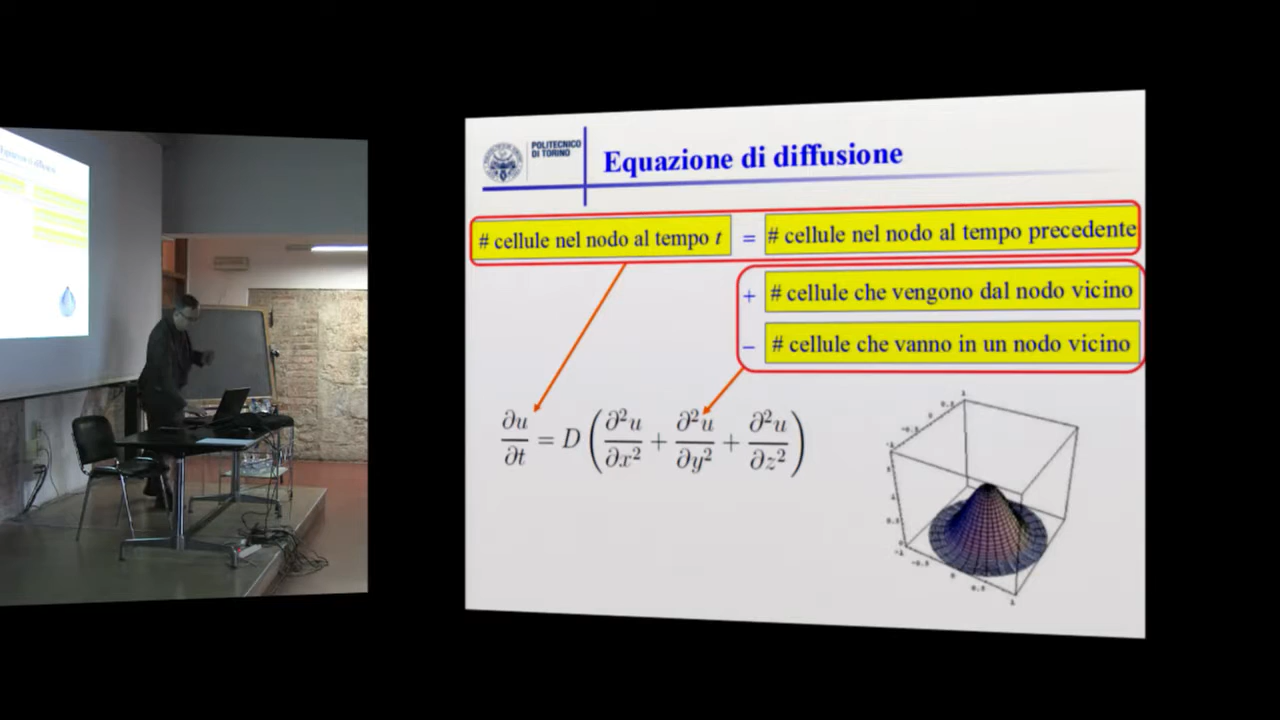 POLITECNICO
DI TORINO
Equazione di diffusione
# cellule nel nodo al tempo t = # cellule nel nodo al tempo precedente
+ # cellule che vengono dal nodo vicino
− # cellule che vanno in un nodo vicino
∂u/∂t = D (∂²u/∂x² + ∂²u/∂y² + ∂²u/∂z²)